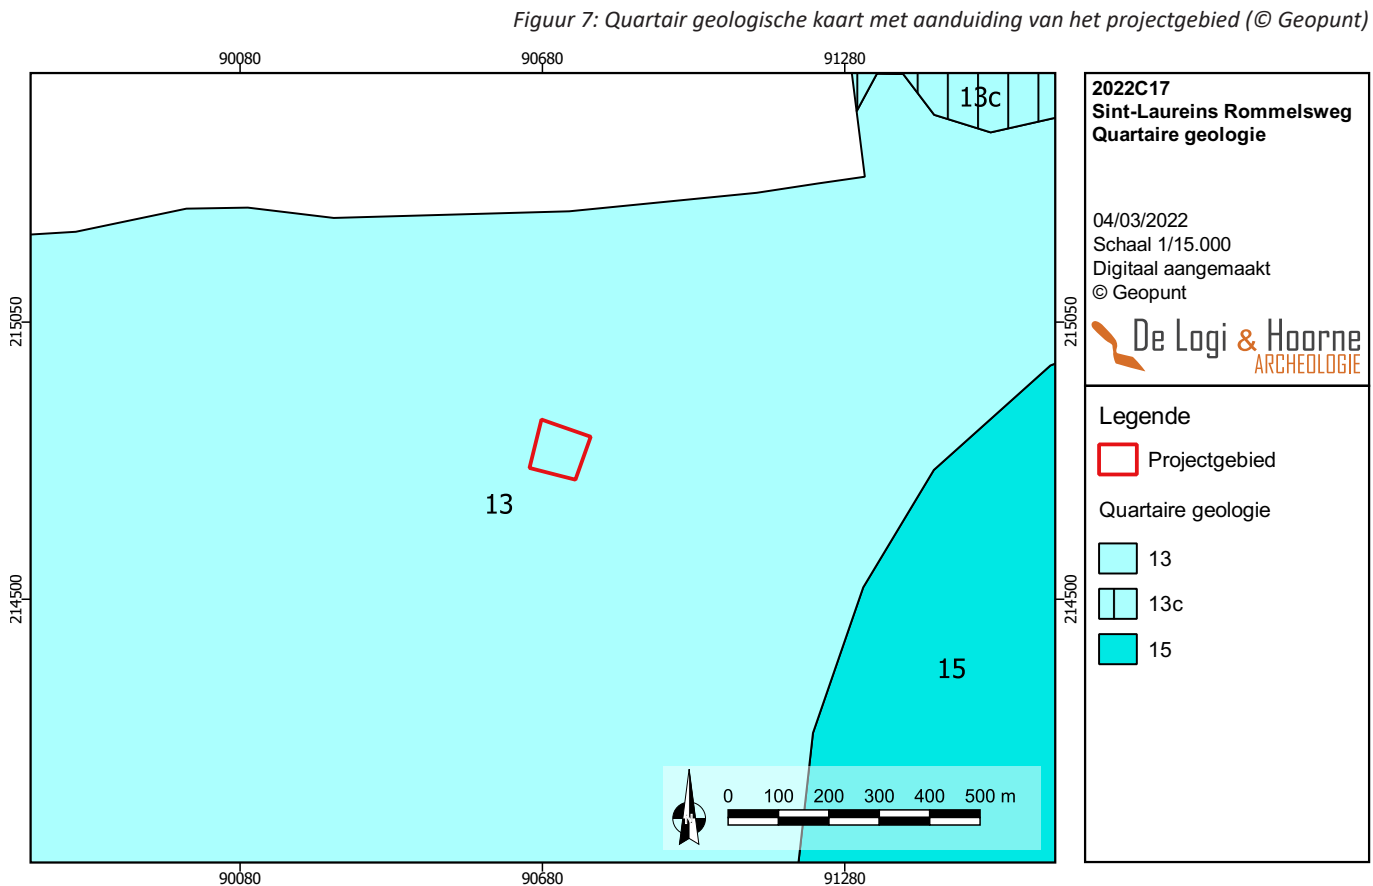 Figuur 7: Quartair geologische kaart met aanduiding van het projectgebied (© Geopunt)
90080 90680 91280
13c
215050 215050
13
214500 214500
15
N
0 100 200 300 400 500 m
90080 90680 91280
2022C17
Sint-Laureins Rommelsweg
Quartaire geologie
04/03/2022
Schaal 1/15.000
Digitaal aangemaakt
© Geopunt
De Logi & Hoorne
ARCHEOLOGIE
Legende
Projectgebied
Quartaire geologie
13
13c
15